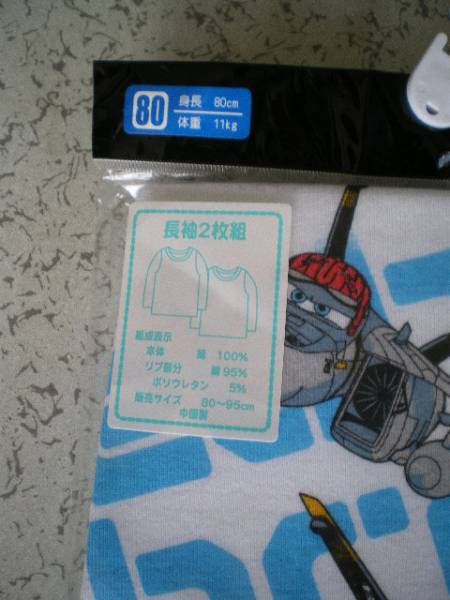 80 身長 80cm
体重 11kg
長袖2枚組
組成表示
本体 綿 100%
リブ部分 綿 95%
ポリウレタン 5%
販売サイズ 80～95cm
中国製